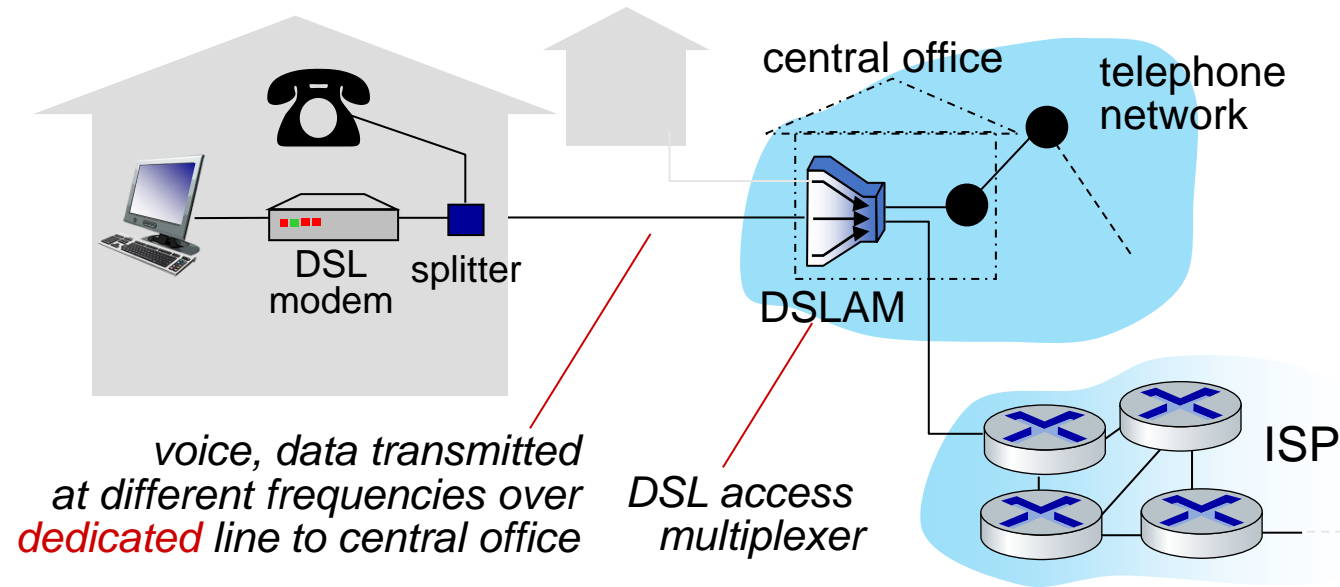 central office
telephone
network
DSL
modem
splitter
DSLAM
ISP
voice, data transmitted
at different frequencies over
dedicated line to central office
DSL access
multiplexer